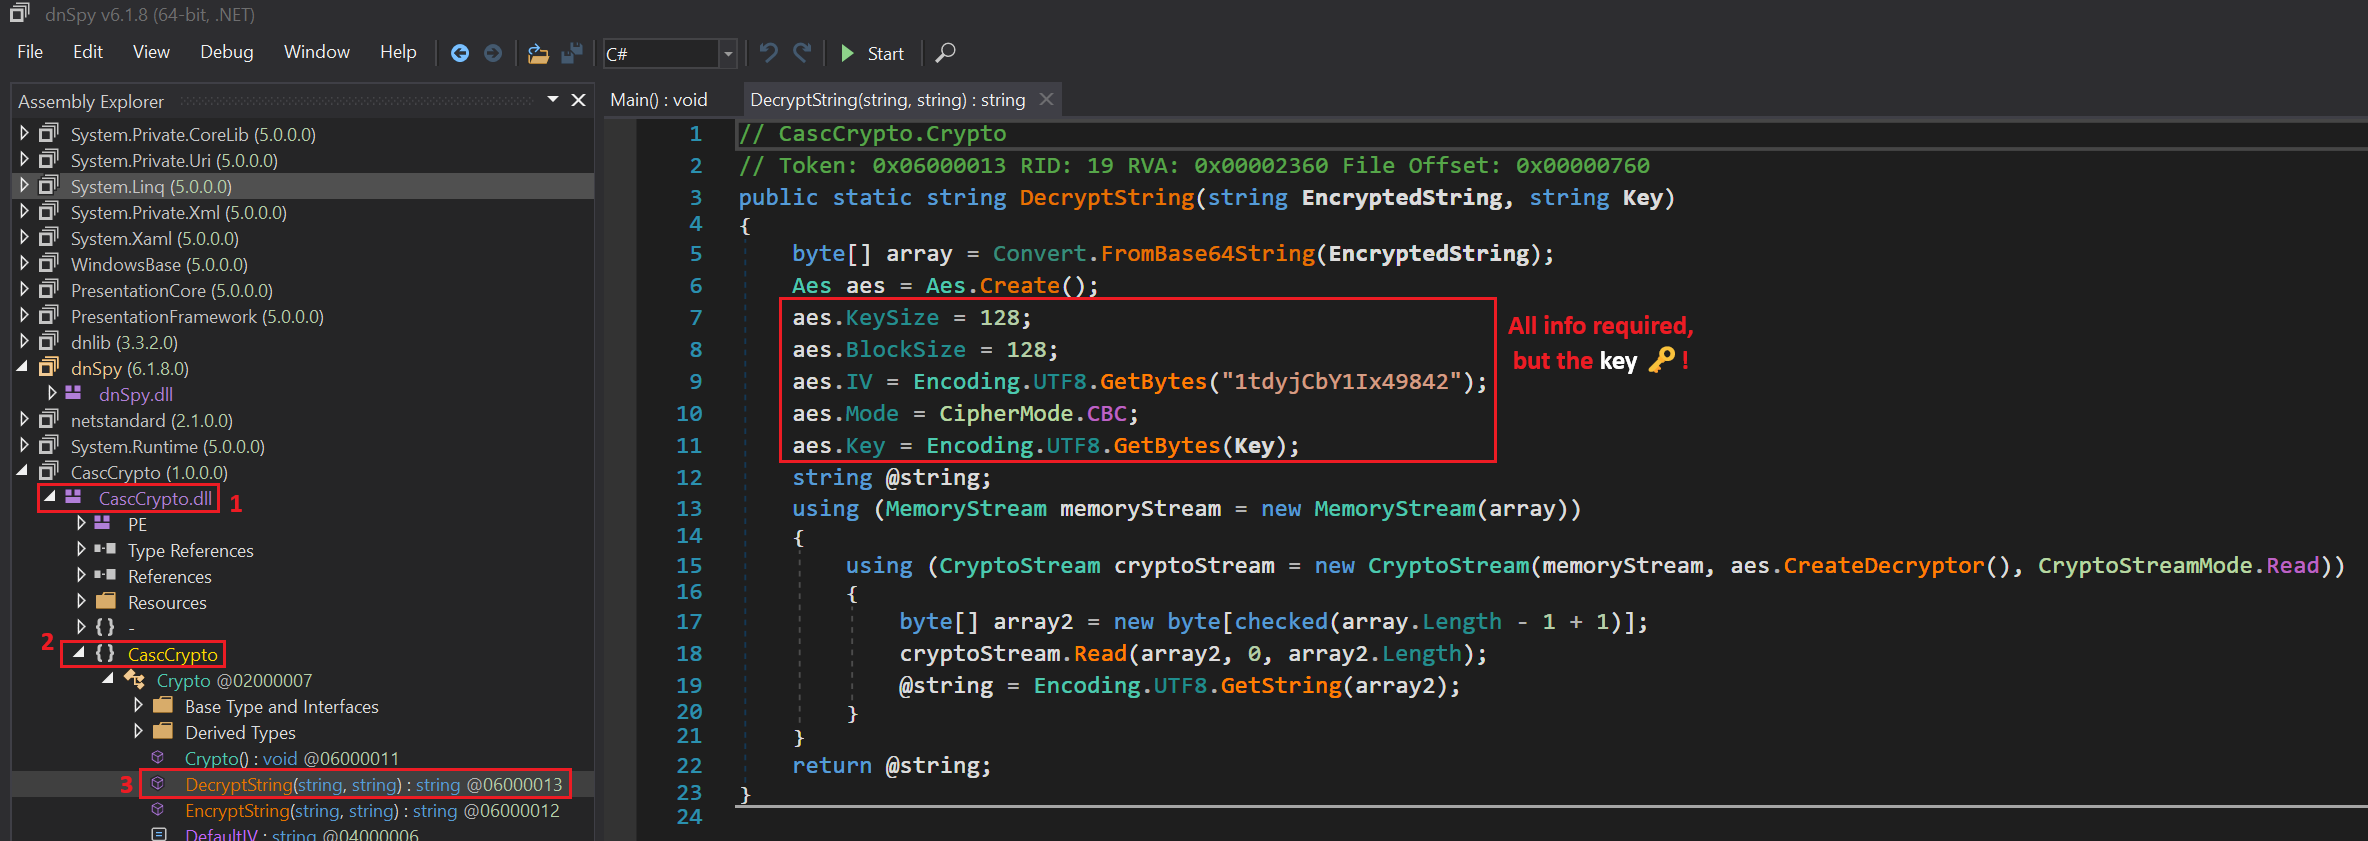 dnSpy v6.1.8 (64-bit, .NET)
File Edit View Debug Window Help C# Start
Assembly Explorer
System.Private.CoreLib (5.0.0.0)
System.Private.Uri (5.0.0.0)
System.Linq (5.0.0.0)
System.Private.Xml (5.0.0.0)
System.Xaml (5.0.0.0)
WindowsBase (5.0.0.0)
PresentationCore (5.0.0.0)
PresentationFramework (5.0.0.0)
dnlib (3.3.2.0)
dnSpy (6.1.8.0)
dnSpy.dll
netstandard (2.1.0.0)
System.Runtime (5.0.0.0)
CascCrypto (1.0.0.0)
CascCrypto.dll 1
PE
Type References
References
Resources
{ } -
2 { } CascCrypto
Crypto @02000007
Base Type and Interfaces
Derived Types
Crypto() : void @06000011
3 DecryptString(string, string) : string @06000013
EncryptString(string, string) : string @06000012
DefaultIV : string @04000006
Main() : void DecryptString(string, string) : string
1 // CascCrypto.Crypto
2 // Token: 0x06000013 RID: 19 RVA: 0x00002360 File Offset: 0x00000760
3 public static string DecryptString(string EncryptedString, string Key)
4 {
5 byte[] array = Convert.FromBase64String(EncryptedString);
6 Aes aes = Aes.Create();
7 aes.KeySize = 128;
8 aes.BlockSize = 128;
9 aes.IV = Encoding.UTF8.GetBytes("1tdyjCbY1Ix49842");
10 aes.Mode = CipherMode.CBC;
11 aes.Key = Encoding.UTF8.GetBytes(Key);
12 string @string;
13 using (MemoryStream memoryStream = new MemoryStream(array))
14 {
15 using (CryptoStream cryptoStream = new CryptoStream(memoryStream, aes.CreateDecryptor(), CryptoStreamMode.Read))
16 {
17 byte[] array2 = new byte[checked(array.Length - 1 + 1)];
18 cryptoStream.Read(array2, 0, array2.Length);
19 @string = Encoding.UTF8.GetString(array2);
20 }
21 }
22 return @string;
23 }
24
All info required,
but the key 🔑 !